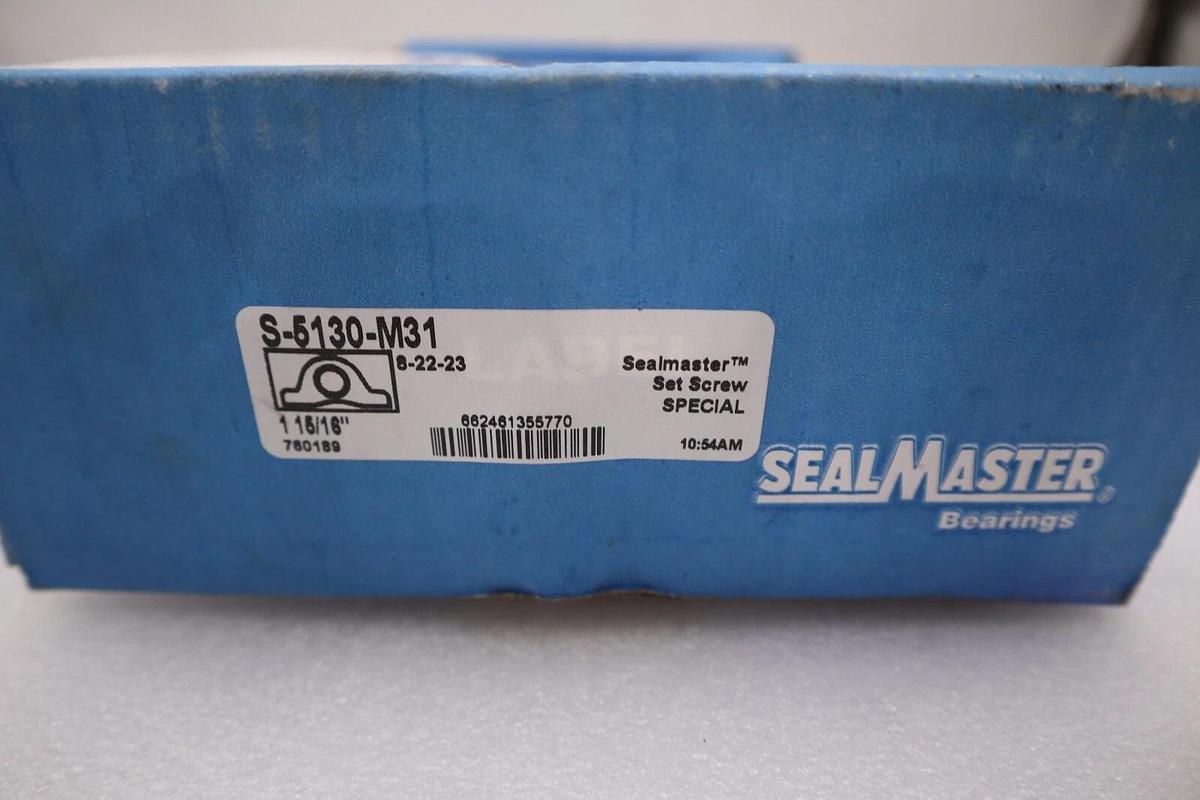 S-5130-M31
8-22-23
Sealmaster™
Set Screw
SPECIAL
1 15/16"
760189
662461355770
10:54AM
SEALMASTER®
Bearings